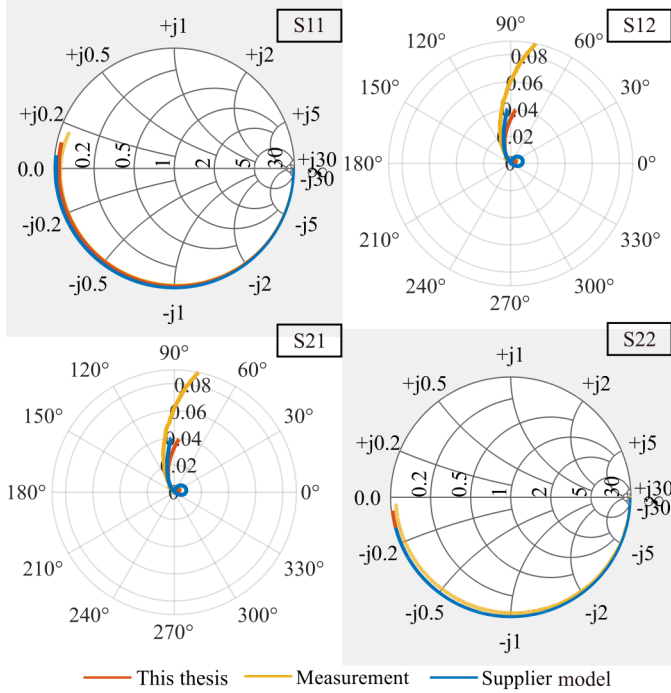 S11
+j1
+j0.5
+j2
+j0.2
+j5
0.2
0.5
1
2
5
30
+j30
0.0
∞
-j30
-j0.2
-j5
-j0.5
-j2
-j1
S12
90°
120°
60°
0.08
150°
0.06
30°
0.04
0.02
180°
0
0°
210°
330°
240°
300°
270°
S21
90°
120°
60°
0.08
150°
0.06
30°
0.04
0.02
180°
0
0°
210°
330°
240°
300°
270°
S22
+j1
+j0.5
+j2
+j0.2
+j5
0.2
0.5
1
2
5
30
+j30
0.0
∞
-j30
-j0.2
-j5
-j0.5
-j2
-j1
This thesis
Measurement
Supplier model